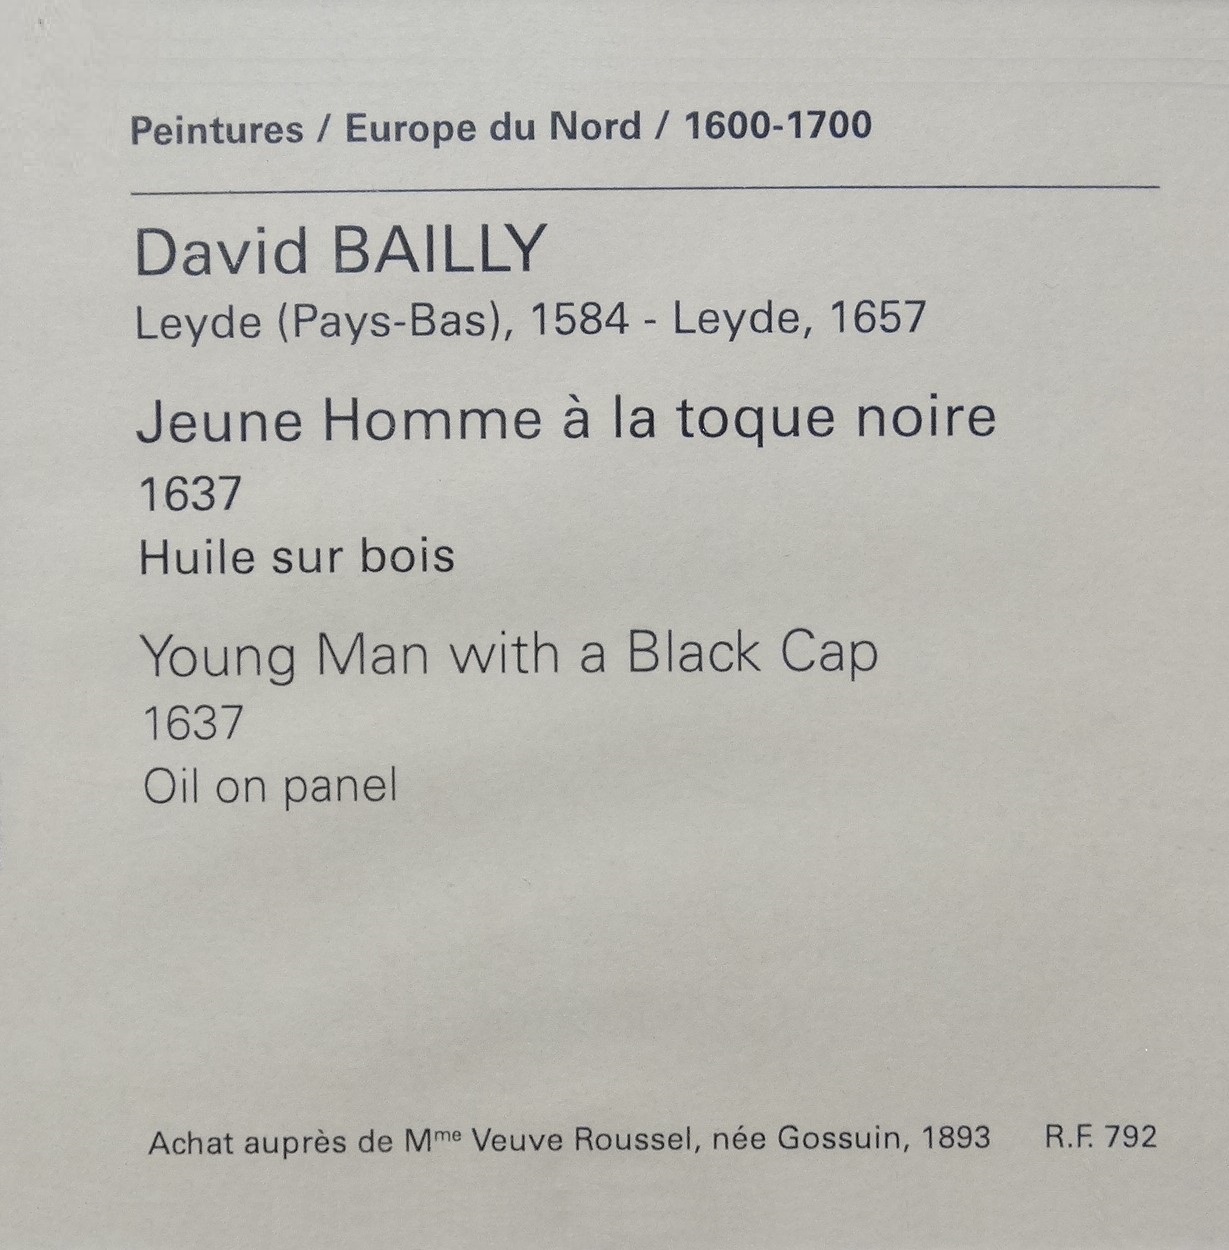 Peintures / Europe du Nord / 1600-1700
David BAILLY
Leyde (Pays-Bas), 1584 - Leyde, 1657
Jeune Homme à la toque noire
1637
Huile sur bois
Young Man with a Black Cap
1637
Oil on panel
Achat auprès de Mme Veuve Roussel, née Gossuin, 1893 R.F. 792